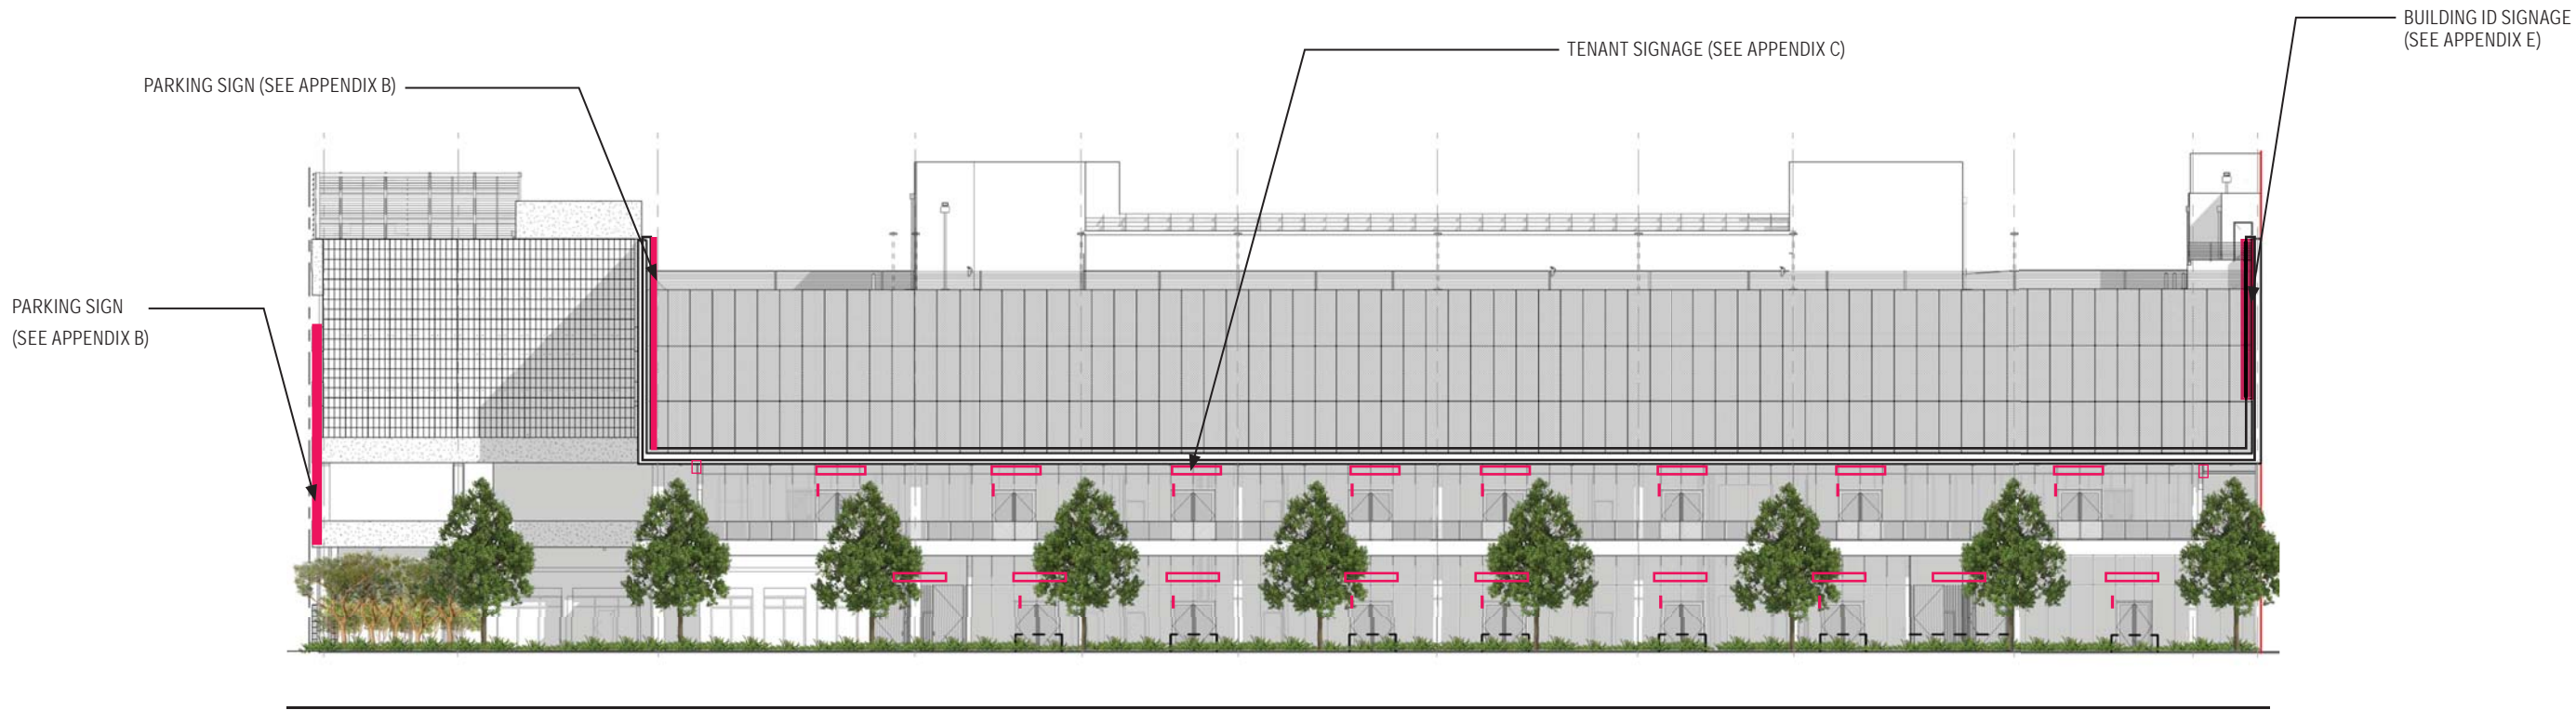 BUILDING ID SIGNAGE
(SEE APPENDIX E)
TENANT SIGNAGE (SEE APPENDIX C)
PARKING SIGN (SEE APPENDIX B)
PARKING SIGN
(SEE APPENDIX B)